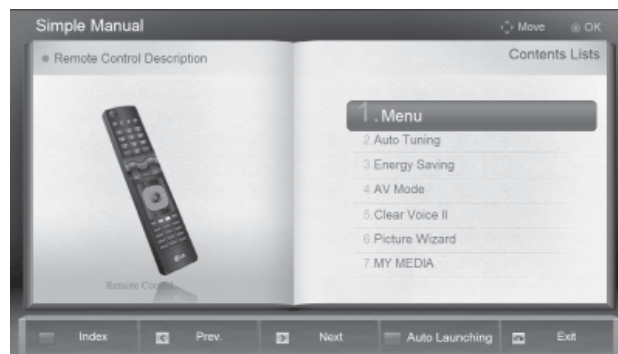 Simple Manual
Move OK
Remote Control Description
Contents Lists
1.Menu
2.Auto Tuning
3.Energy Saving
4.AV Mode
5.Clear Voice II
6.Picture Wizard
7.MY MEDIA
LG
Remote Control
Index Prev. Next Auto Launching Exit